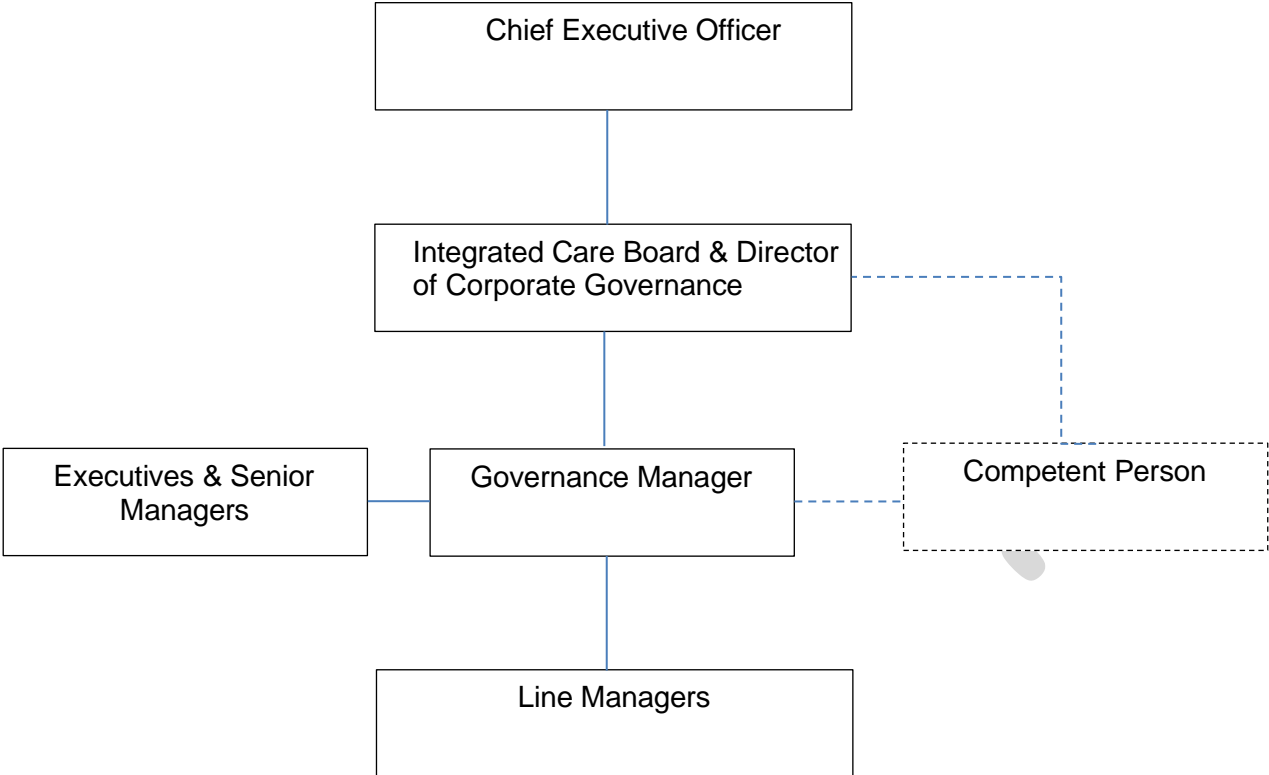 Chief Executive Officer
Integrated Care Board & Director
of Corporate Governance
Executives & Senior
Managers
Governance Manager
Competent Person
Line Managers